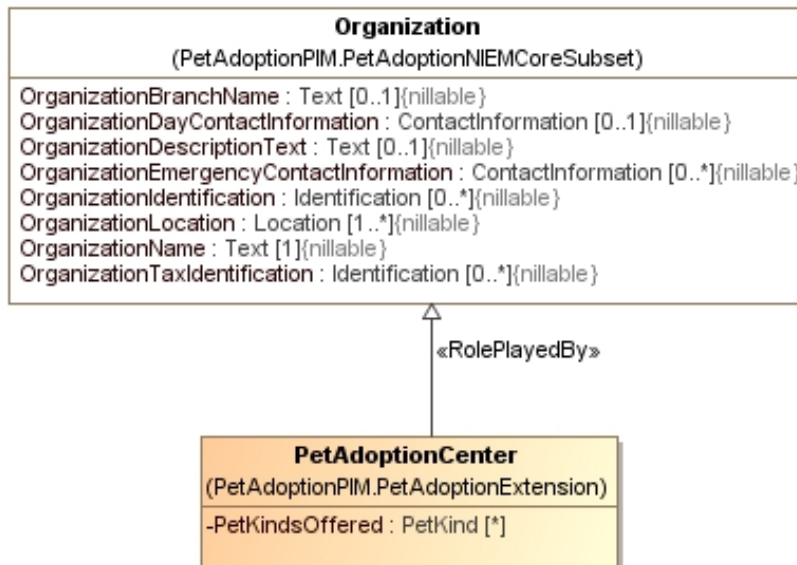 Organization
(PetAdoptionPIM.PetAdoptionNIEMCoreSubset)
OrganizationBranchName : Text [0..1]{nillable}
OrganizationDayContactInformation : ContactInformation [0..1]{nillable}
OrganizationDescriptionText : Text [0..1]{nillable}
OrganizationEmergencyContactInformation : ContactInformation [0..*]{nillable}
OrganizationIdentification : Identification [0..*]{nillable}
OrganizationLocation : Location [1..*]{nillable}
OrganizationName : Text [1]{nillable}
OrganizationTaxIdentification : Identification [0..*]{nillable}
«RolePlayedBy»
PetAdoptionCenter
(PetAdoptionPIM.PetAdoptionExtension)
-PetKindsOffered : PetKind [*]